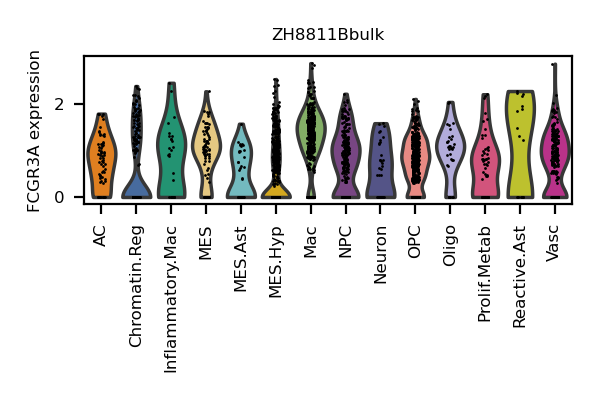 ZH8811Bbulk
FCGR3A expression
2
0
AC
Chromatin.Reg
Inflammatory.Mac
MES
MES.Ast
MES.Hyp
Mac
NPC
Neuron
OPC
Oligo
Prolif.Metab
Reactive.Ast
Vasc